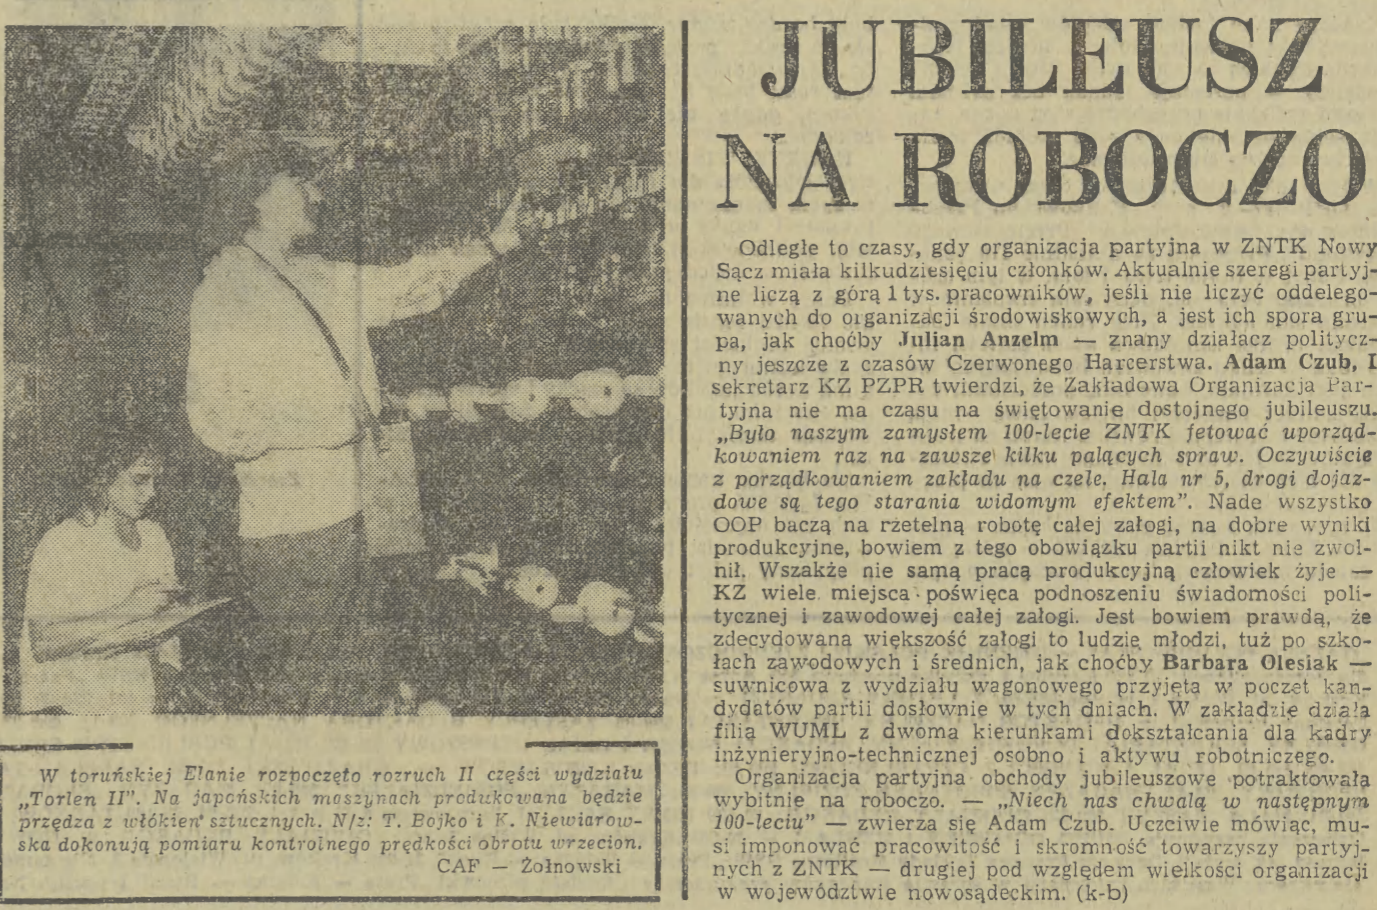 W toruńskiej Elanie rozpoczęto rozruch II części wydziału
„Torlen II”. Na japońskich maszynach produkowana będzie
przędza z włókien sztucznych. N/z: T. Bojko i K. Niewiarow-
ska dokonują pomiaru kontrolnego prędkości obrotu wrzecion.
CAF — Żołnowski
JUBILEUSZ
NA ROBOCZO
Odległe to czasy, gdy organizacja partyjna w ZNTK Nowy
Sącz miała kilkudziesięciu członków. Aktualnie szeregi partyj-
ne liczą z górą 1 tys. pracowników, jeśli nie liczyć oddelego-
wanych do organizacji środowiskowych, a jest ich spora gru-
pa, jak choćby Julian Anzelm — znany działacz politycz-
ny jeszcze z czasów Czerwonego Harcerstwa. Adam Czub, I
sekretarz KZ PZPR twierdzi, że Zakładowa Organizacja Par-
tyjna nie ma czasu na świętowanie dostojnego jubileuszu.
„Było naszym zamysłem 100-lecie ZNTK fetować uporząd-
kowaniem raz na zawsze kilku palących spraw. Oczywiście
z porządkowaniem zakładu na czele. Hala nr 5, drogi dojaz-
dowe są tego starania widomym efektem”. Nade wszystko
OOP baczą na rzetelną robotę całej załogi, na dobre wyniki
produkcyjne, bowiem z tego obowiązku partii nikt nie zwol-
nił. Wszakże nie samą pracą produkcyjną człowiek żyje —
KZ wiele miejsca poświęca podnoszeniu świadomości poli-
tycznej i zawodowej całej załogi. Jest bowiem prawdą, że
zdecydowana większość załogi to ludzie młodzi, tuż po szko-
łach zawodowych i średnich, jak choćby Barbara Olesiak —
suwnicowa z wydziału wagonowego przyjęta w poczet kan-
dydatów partii dosłownie w tych dniach. W zakładzie działa
filia WUML z dwoma kierunkami dokształcania dla kadry
inżynieryjno-technicznej osobno i aktywu robotniczego.
Organizacja partyjna obchody jubileuszowe potraktowała
wybitnie na roboczo. — „Niech nas chwalą w następnym
100-leciu” — zwierza się Adam Czub. Uczciwie mówiąc, mu-
si imponować pracowitość i skromność towarzyszy partyj-
nych z ZNTK — drugiej pod względem wielkości organizacji
w województwie nowosądeckim. (k-b)